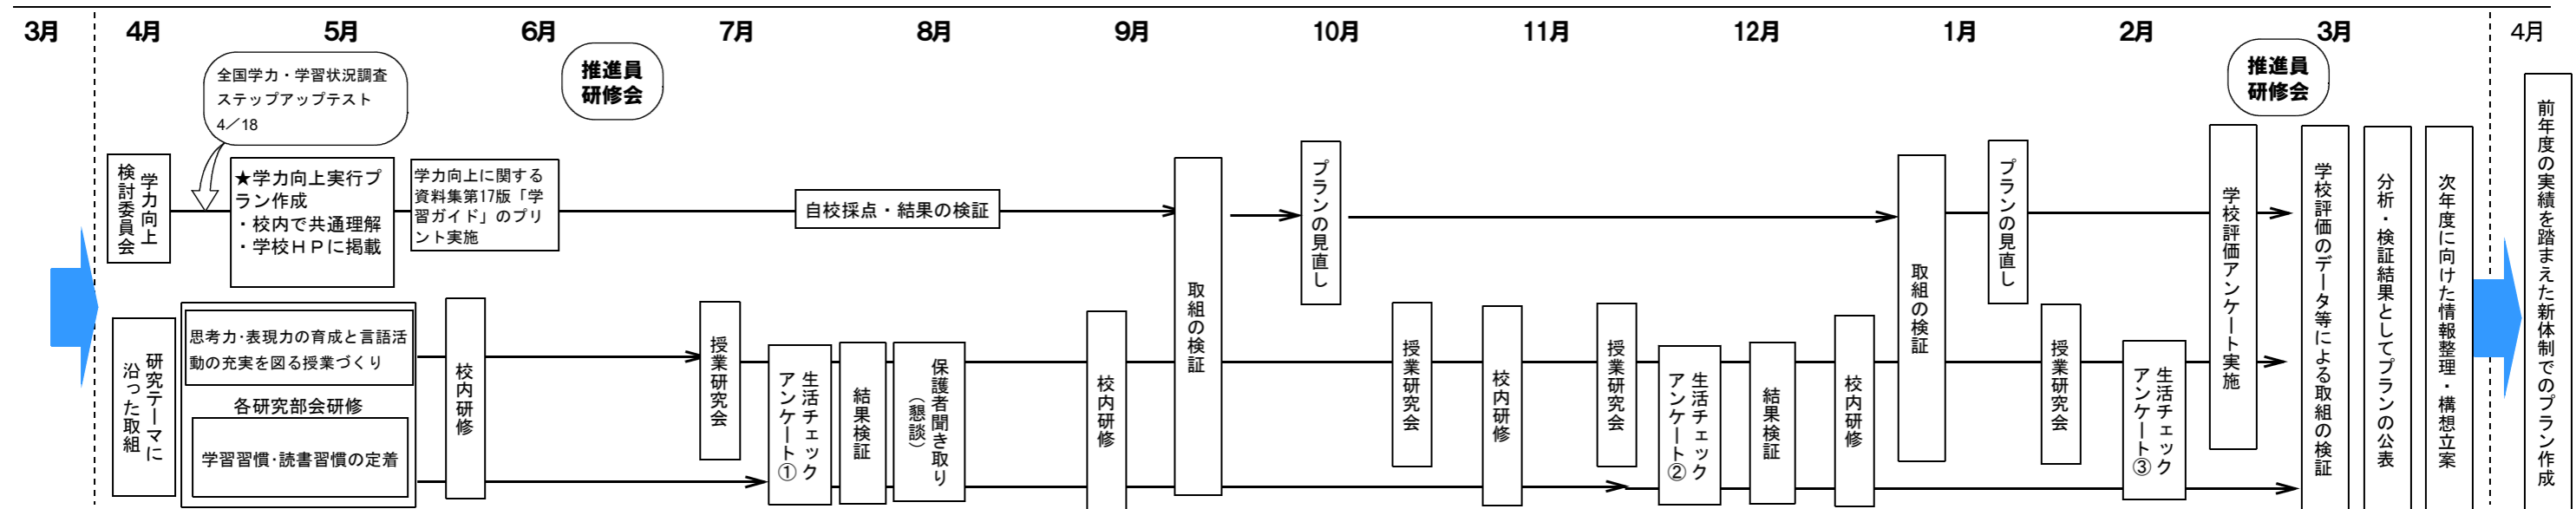 3月
4月
5月
6月
7月
8月
9月
10月
11月
12月
1月
2月
3月
4月
全国学力・学習状況調査
ステップアップテスト
4／18
推進員
研修会
推進員
研修会
学力向上
検討委員会
★学力向上実行プ
ラン作成
・校内で共通理解
・学校ＨＰに掲載
学力向上に関する
資料集第17版「学
習ガイド」のプリ
ント実施
自校採点・結果の検証
取組の検証
プランの見直し
取組の検証
プランの見直し
学校評価アンケート実施
学校評価のデータ等による取組の検証
分析・検証結果としてプランの公表
次年度に向けた情報整理・構想立案
前年度の実績を踏まえた新体制でのプラン作成
研究テーマに
沿った取組
思考力･表現力の育成と言語活
動の充実を図る授業づくり
各研究部会研修
学習習慣･読書習慣の定着
校内研修
授業研究会
生活チェック
アンケート①
結果検証
保護者聞き取り
（懇談）
校内研修
授業研究会
校内研修
授業研究会
生活チェック
アンケート②
結果検証
校内研修
授業研究会
生活チェック
アンケート③